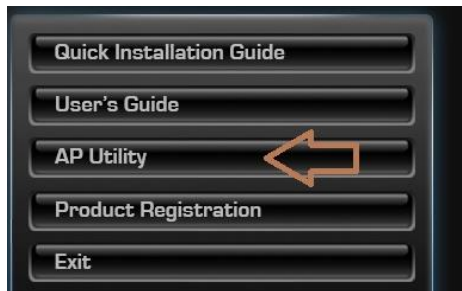 Quick Installation Guide
User's Guide
AP Utility
Product Registration
Exit